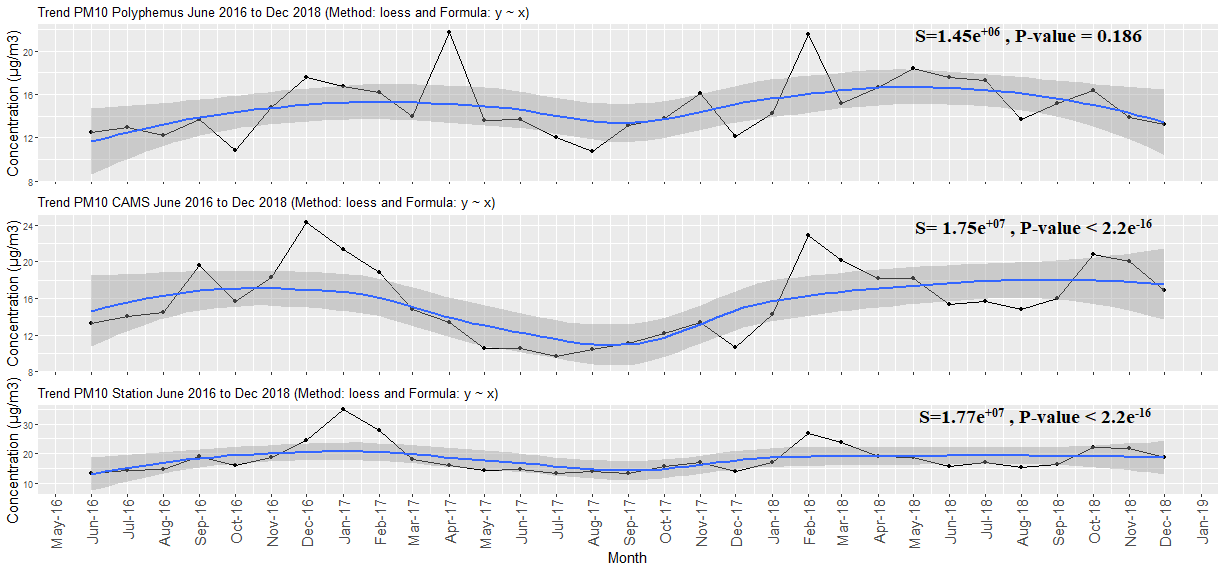 Trend PM10 Polyphemus June 2016 to Dec 2018 (Method: loess and Formula: y ~ x)
S=1.45e+06 , P-value = 0.186
Concentration (µg/m3)
20
16
12
8
Trend PM10 CAMS June 2016 to Dec 2018 (Method: loess and Formula: y ~ x)
S= 1.75e+07 , P-value < 2.2e-16
Concentration (µg/m3)
24
20
16
12
8
Trend PM10 Station June 2016 to Dec 2018 (Method: loess and Formula: y ~ x)
S=1.77e+07 , P-value < 2.2e-16
Concentration (µg/m3)
30
20
10
May-16
Jun-16
Jul-16
Aug-16
Sep-16
Oct-16
Nov-16
Dec-16
Jan-17
Feb-17
Mar-17
Apr-17
May-17
Jun-17
Jul-17
Aug-17
Sep-17
Oct-17
Nov-17
Dec-17
Jan-18
Feb-18
Mar-18
Apr-18
May-18
Jun-18
Jul-18
Aug-18
Sep-18
Oct-18
Nov-18
Dec-18
Jan-19
Month